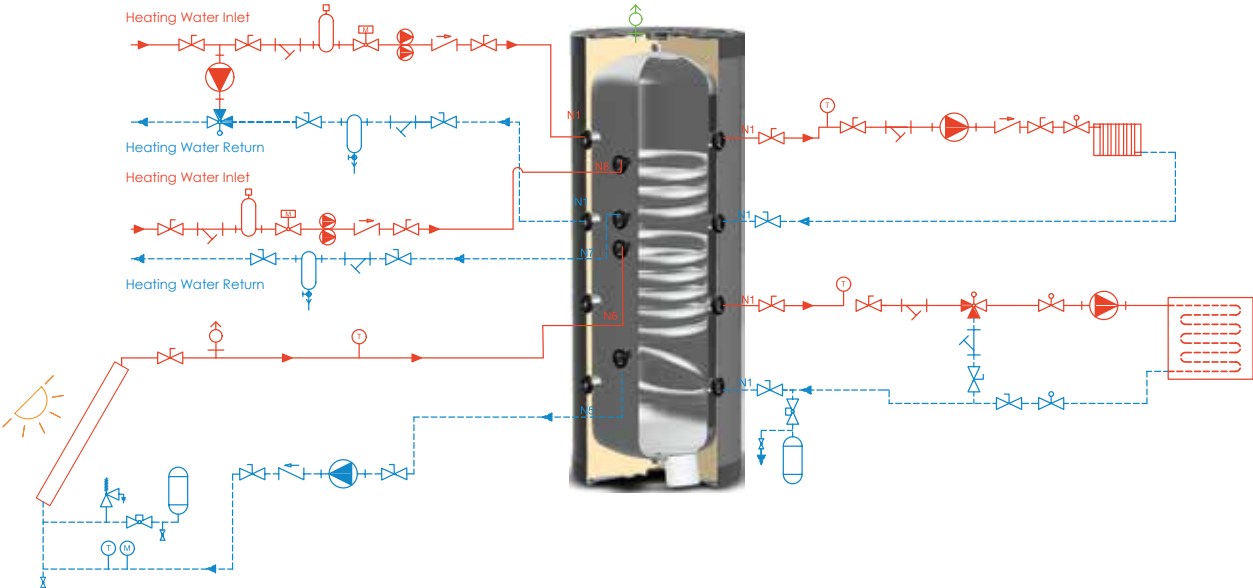 Heating Water Inlet
M
N1
N1
T
Heating Water Return
Heating Water Inlet
N8
M
N1
N1
N7
Heating Water Return
T
N1
N6
T
N1
N5
T
M